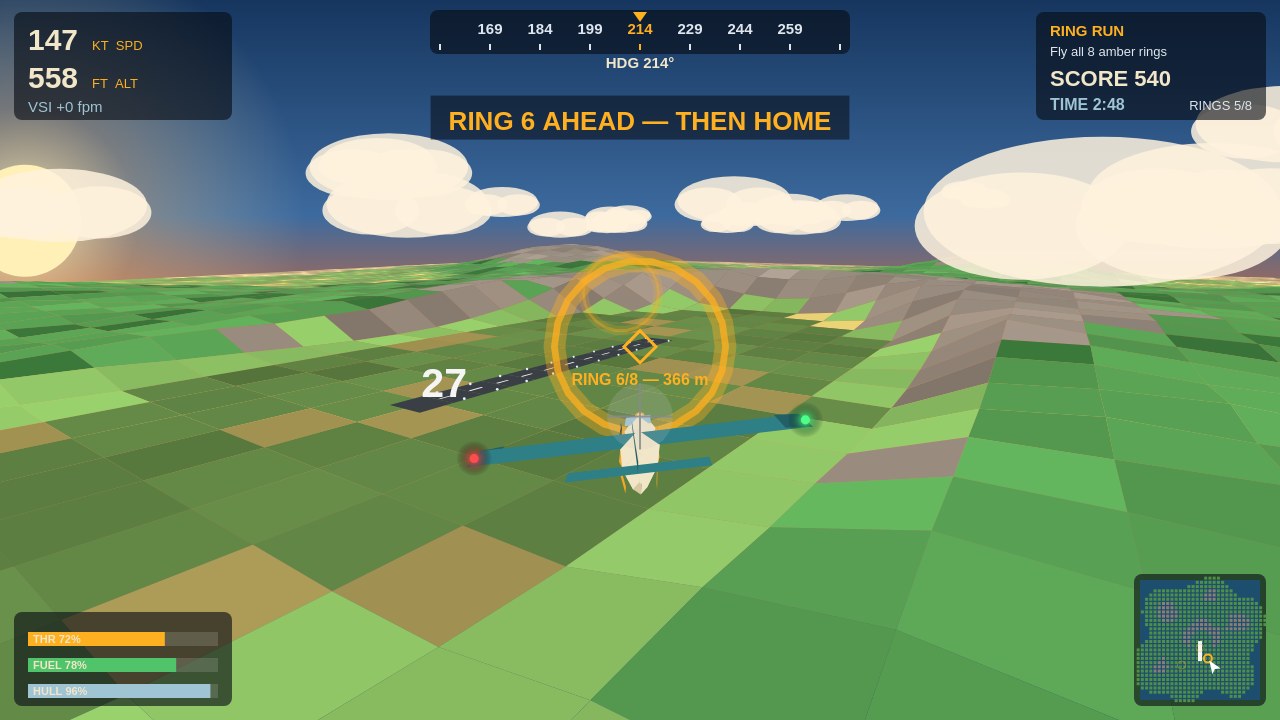 147 KT SPD
558 FT ALT
VSI +0 fpm
169 184 199 214 229 244 259
HDG 214°
RING 6 AHEAD — THEN HOME
RING RUN
Fly all 8 amber rings
SCORE 540
TIME 2:48 RINGS 5/8
27
RING 6/8 — 366 m
THR 72%
FUEL 78%
HULL 96%